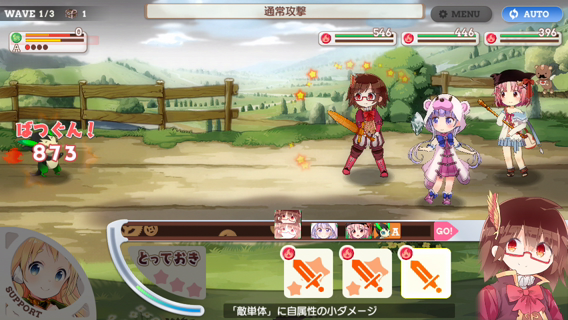 WAVE 1/3
1
通常攻撃
MENU
AUTO
0
A
546
446
396
ばつぐん!
873
A
GO!
とっておき
SUPPORT
「敵単体」に自属性の小ダメージ